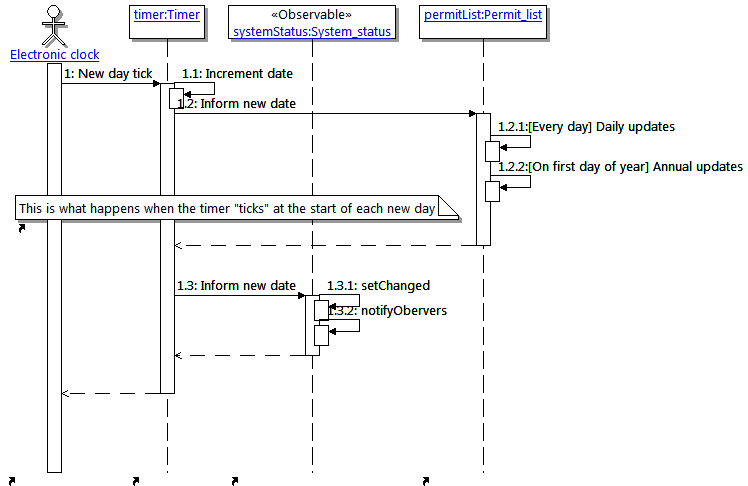 timer:Timer
«Observable»
systemStatus:System_status
permitList:Permit_list
Electronic clock
1: New day tick
1.1: Increment date
1.2: Inform new date
1.2.1:[Every day] Daily updates
1.2.2:[On first day of year] Annual updates
This is what happens when the timer "ticks" at the start of each new day
1.3: Inform new date
1.3.1: setChanged
1.3.2: notifyObervers